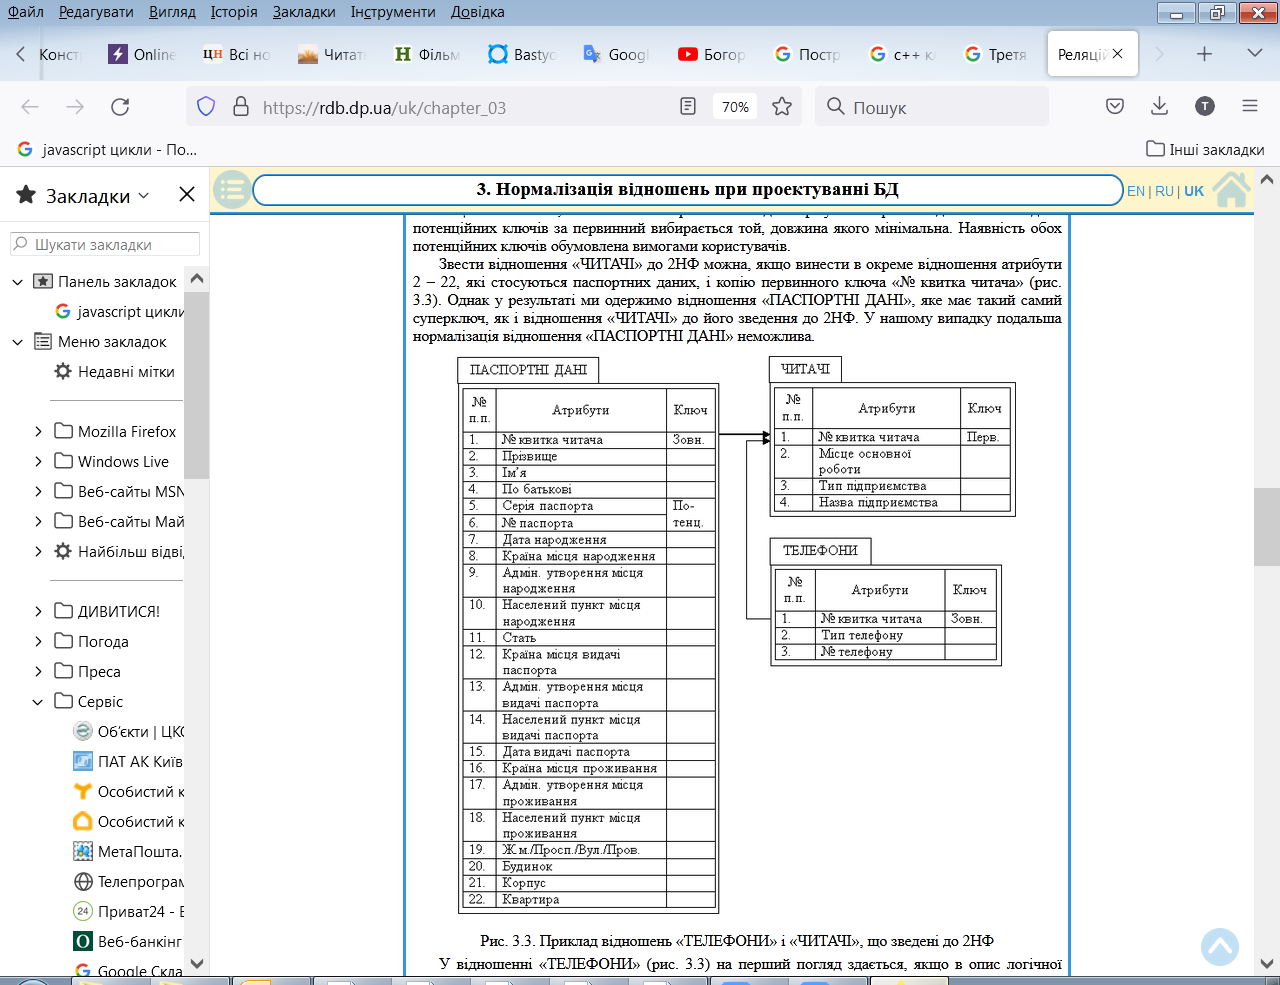 Файл Редагувати Вигляд Історія Закладки Інструменти Довідка
Конст Online ЦН Всі но Читат Н Фільм Bastyo Googl Богор Постр с++ кл Третя Реляцій
https://rdb.dp.ua/uk/chapter_03 70% Пошук T
javascript цикли - По... Інші закладки
Закладки
Шукати закладки
Панель закладок
javascript цикли
Меню закладок
Недавні мітки
Mozilla Firefox
Windows Live
Веб-сайты MSN
Веб-сайты Май
Найбільш відвід
ДИВИТИСЯ!
Погода
Преса
Сервіс
Об'єкти | ЦКС
ПАТ АК Київ
Особистий к
Особистий к
МетаПошта.
Телепрограм
24 Приват24 - Е
Веб-банкінг
Google Скла
3. Нормалізація відношень при проектуванні БД
EN | RU | UK
потенційних ключів за первинний вибирається той, довжина якого мінімальна. Наявність обох
потенційних ключів обумовлена вимогами користувачів.
Звести відношення «ЧИТАЧІ» до 2НФ можна, якщо винести в окреме відношення атрибути
2 – 22, які стосуються паспортних даних, і копію первинного ключа «№ квитка читача» (рис.
3.3). Однак у результаті ми одержимо відношення «ПАСПОРТНІ ДАНІ», яке має такий самий
суперключ, як і відношення «ЧИТАЧІ» до його зведення до 2НФ. У нашому випадку подальша
нормалізація відношення «ПАСПОРТНІ ДАНІ» неможлива.
ПАСПОРТНІ ДАНІ
№ п.п. Атрибути Ключ
1. № квитка читача Зовн.
2. Прізвище
3. Ім'я
4. По батькові
5. Серія паспорта По-
6. № паспорта тенц.
7. Дата народження
8. Країна місця народження
9. Адмін. утворення місця
народження
10. Населений пункт місця
народження
11. Стать
12. Країна місця видачі
паспорта
13. Адмін. утворення місця
видачі паспорта
14. Населений пункт місця
видачі паспорта
15. Дата видачі паспорта
16. Країна місця проживання
17. Адмін. утворення місця
проживання
18. Населений пункт місця
проживання
19. Ж.м./Просп./Вул./Пров.
20. Будинок
21. Корпус
22. Квартира
ЧИТАЧІ
№ п.п. Атрибути Ключ
1. № квитка читача Перв.
2. Місце основної
роботи
3. Тип підприємства
4. Назва підприємства
ТЕЛЕФОНИ
№ п.п. Атрибути Ключ
1. № квитка читача Зовн.
2. Тип телефону
3. № телефону
Рис. 3.3. Приклад відношень «ТЕЛЕФОНИ» і «ЧИТАЧІ», що зведені до 2НФ
У відношенні «ТЕЛЕФОНИ» (рис. 3.3) на перший погляд здається, якщо в опис логічної